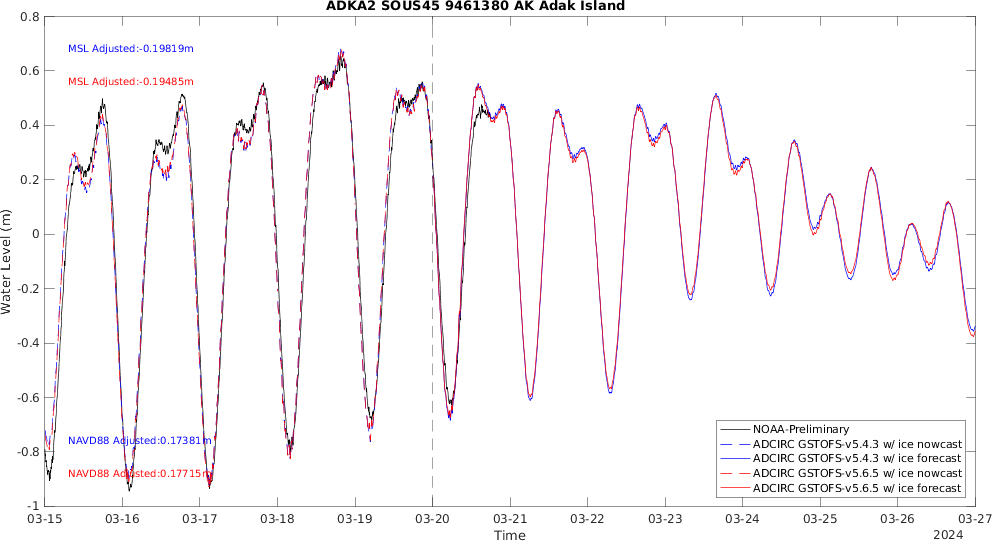 ADKA2 SOUS45 9461380 AK Adak Island
MSL Adjusted:-0.19819m
MSL Adjusted:-0.19485m
NAVD88 Adjusted:0.17381m
NAVD88 Adjusted:0.17715m
Water Level (m)
0.8
0.6
0.4
0.2
0
-0.2
-0.4
-0.6
-0.8
-1
NOAA-Preliminary
ADCIRC GSTOFS-v5.4.3 w/ ice nowcast
ADCIRC GSTOFS-v5.4.3 w/ ice forecast
ADCIRC GSTOFS-v5.6.5 w/ ice nowcast
ADCIRC GSTOFS-v5.6.5 w/ ice forecast
03-15 03-16 03-17 03-18 03-19 03-20 03-21 03-22 03-23 03-24 03-25 03-26 03-27
Time
2024